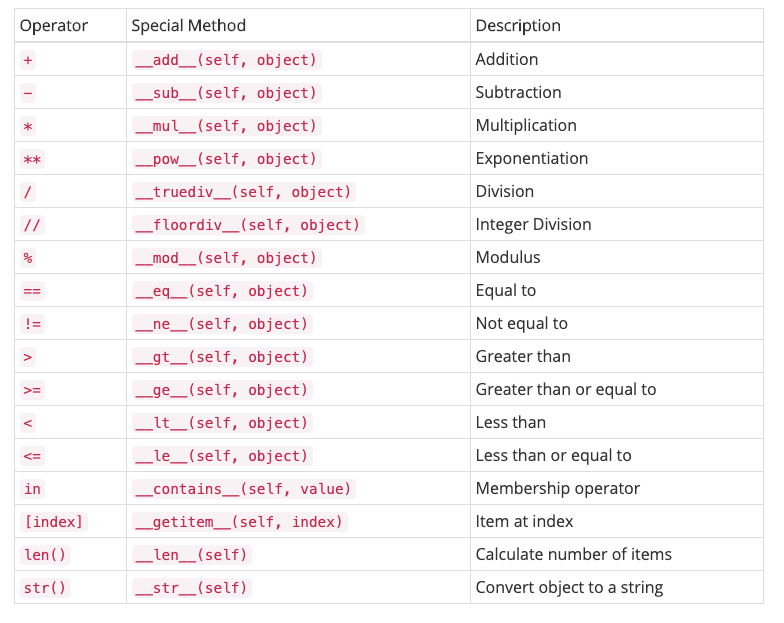 Operator Special Method Description
+ __add__(self, object) Addition
− __sub__(self, object) Subtraction
* __mul__(self, object) Multiplication
** __pow__(self, object) Exponentiation
/ __truediv__(self, object) Division
// __floordiv__(self, object) Integer Division
% __mod__(self, object) Modulus
== __eq__(self, object) Equal to
!= __ne__(self, object) Not equal to
> __gt__(self, object) Greater than
>= __ge__(self, object) Greater than or equal to
< __lt__(self, object) Less than
<= __le__(self, object) Less than or equal to
in __contains__(self, value) Membership operator
[index] __getitem__(self, index) Item at index
len() __len__(self) Calculate number of items
str() __str__(self) Convert object to a string